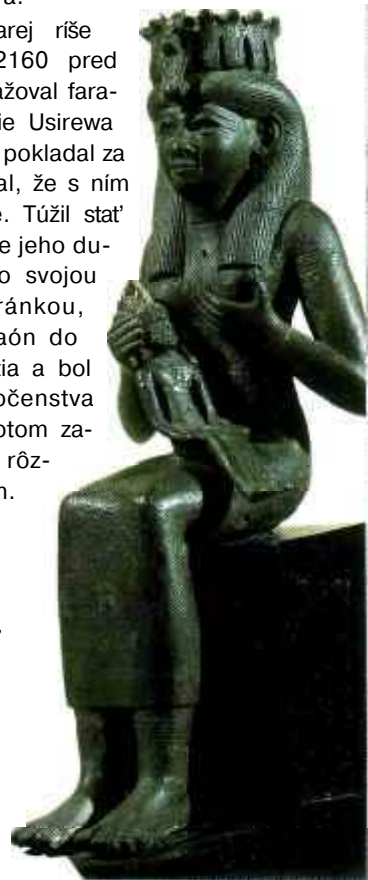 arej ríše
2160 pred
ažoval fara-
ie Usirewa
pokladal za
al, že s ním
e. Túžil stať
e jeho du-
o svojou
ránkou,
aón do
tia a bol
očenstva
otom za-
rôz-
n.